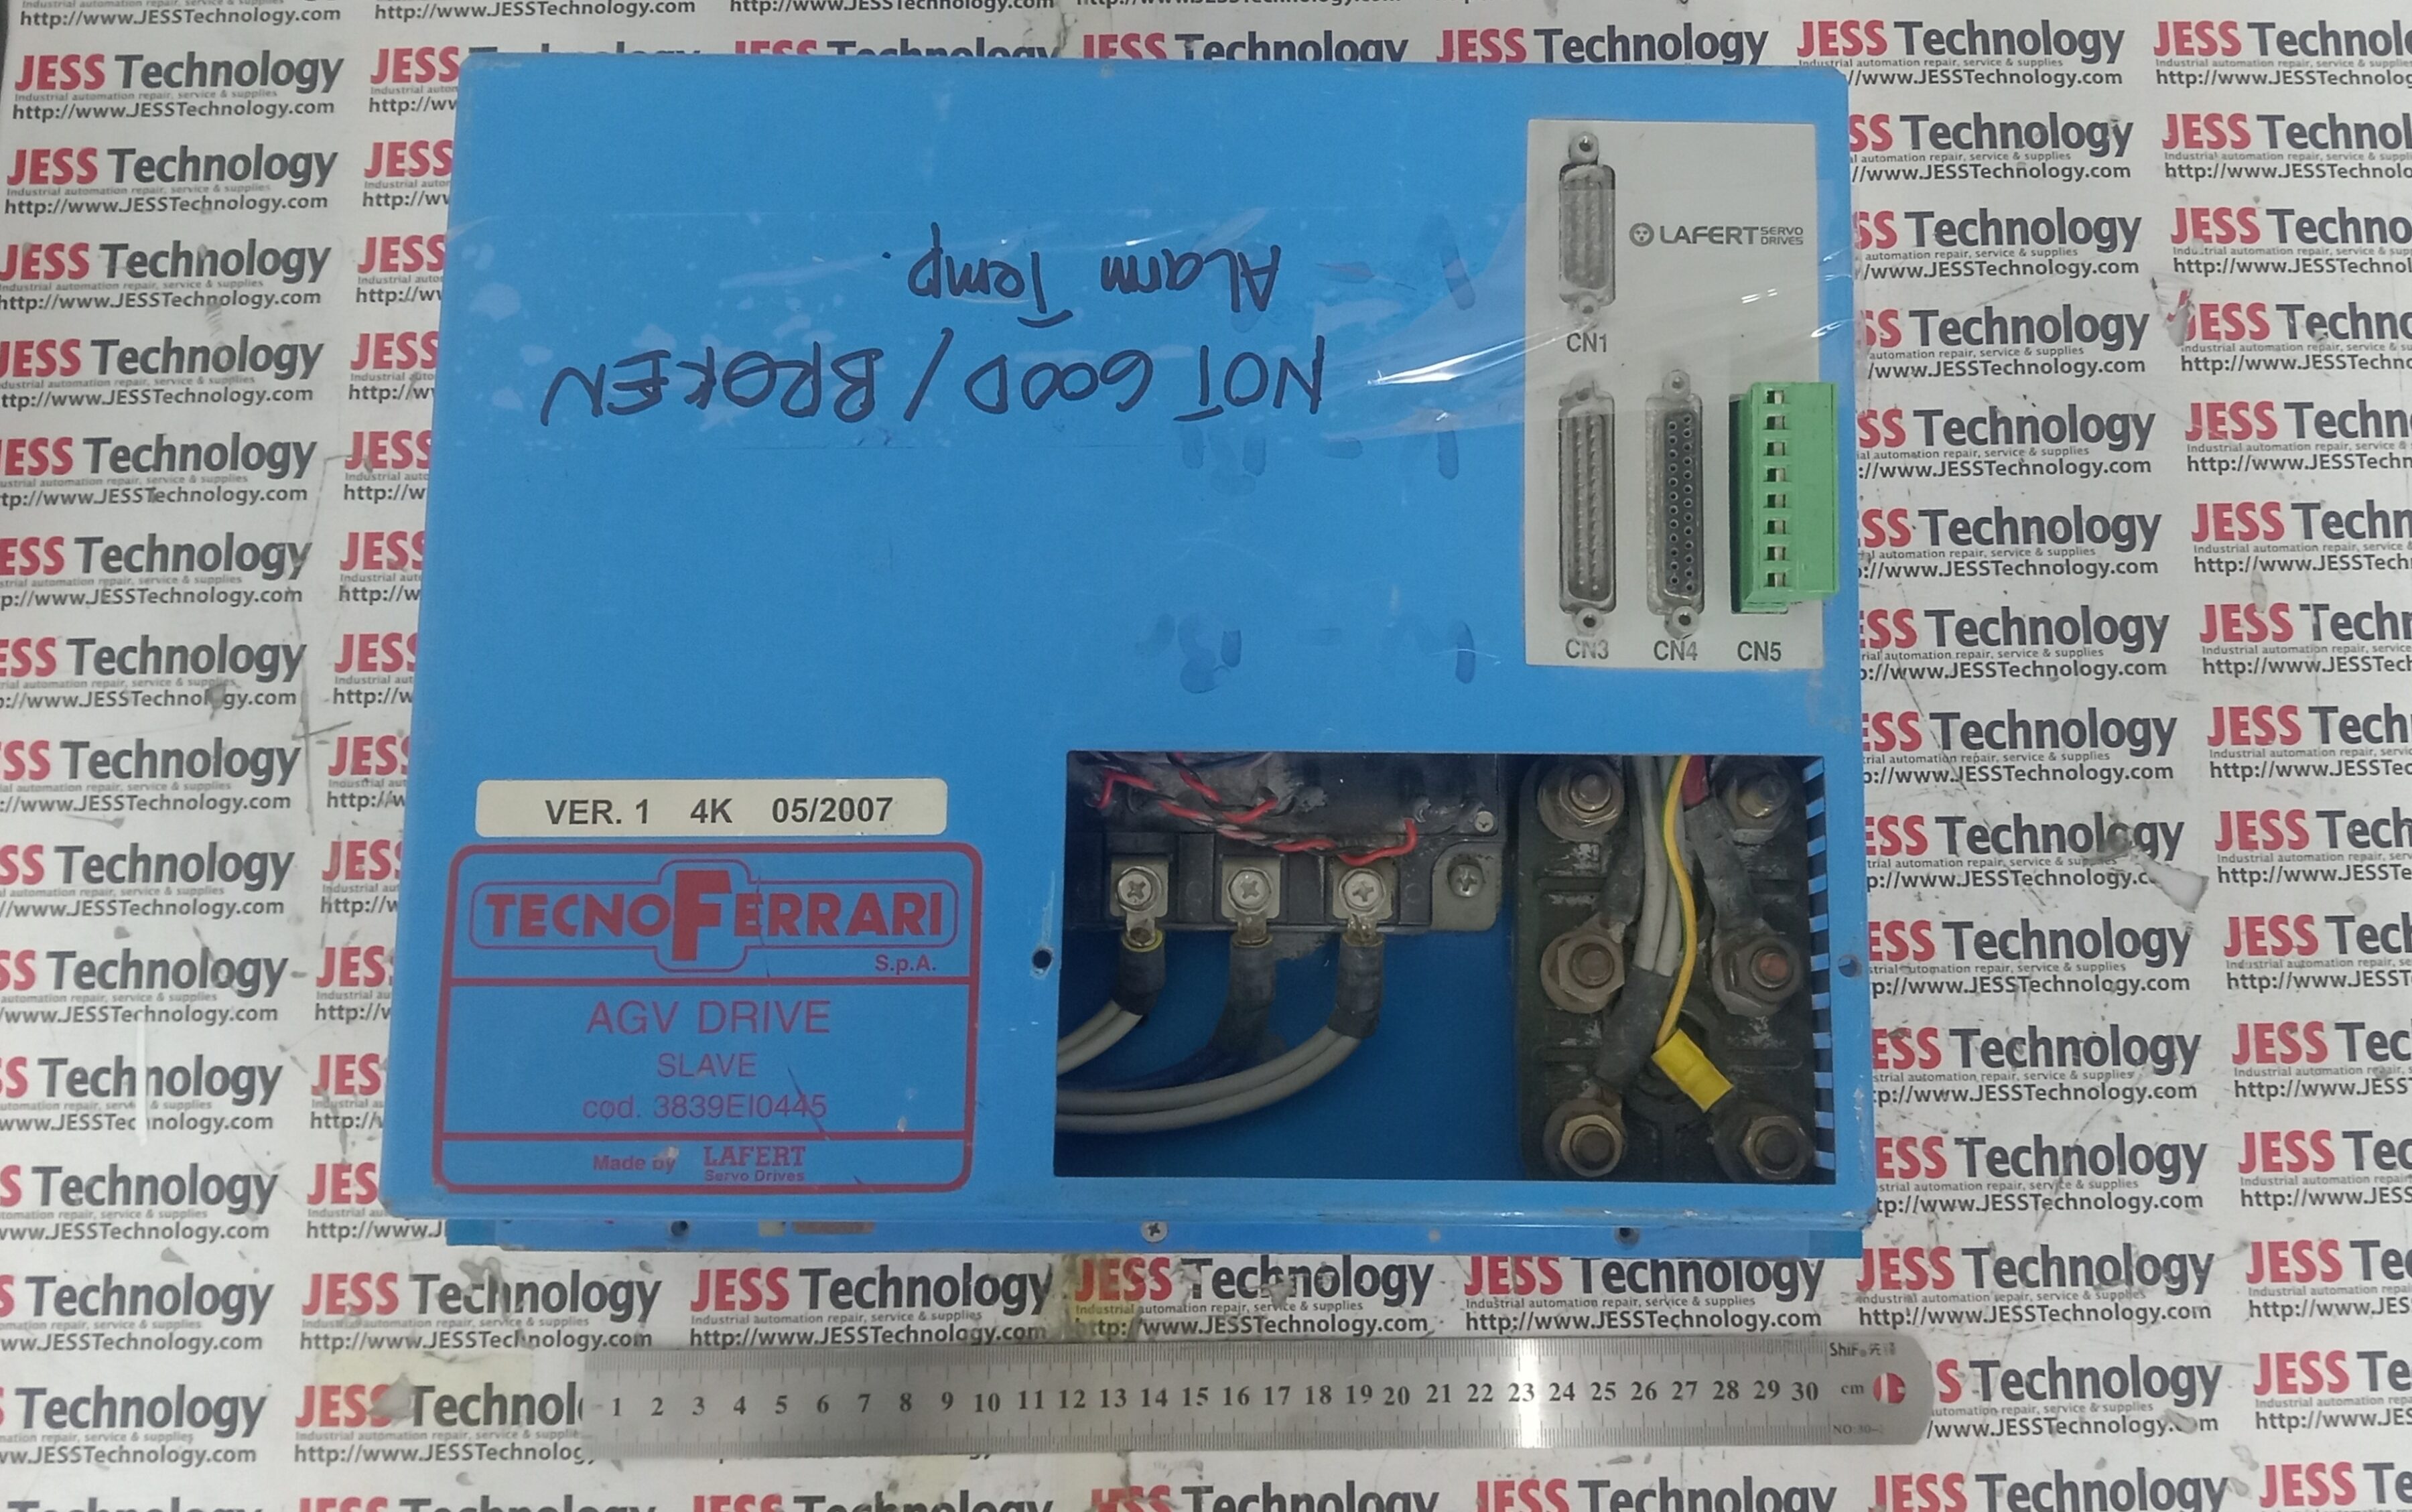 JESS Technology
Industrial automation repair, service & supplies
http://www.JESSTechnology.com
LAFERT SERVO DRIVES
CN1
CN3 CN4 CN5
NOT GOOD / BROKEN
ALarm Temp.
VER. 1 4K 05/2007
TECNOFERRARI
S.p.A.
AGV DRIVE
SLAVE
cod. 3839EI0445
Made by LAFERT
Servo Drives
1 2 3 4 5 6 7 8 9 10 11 12 13 14 15 16 17 18 19 20 21 22 23 24 25 26 27 28 29 30 cm